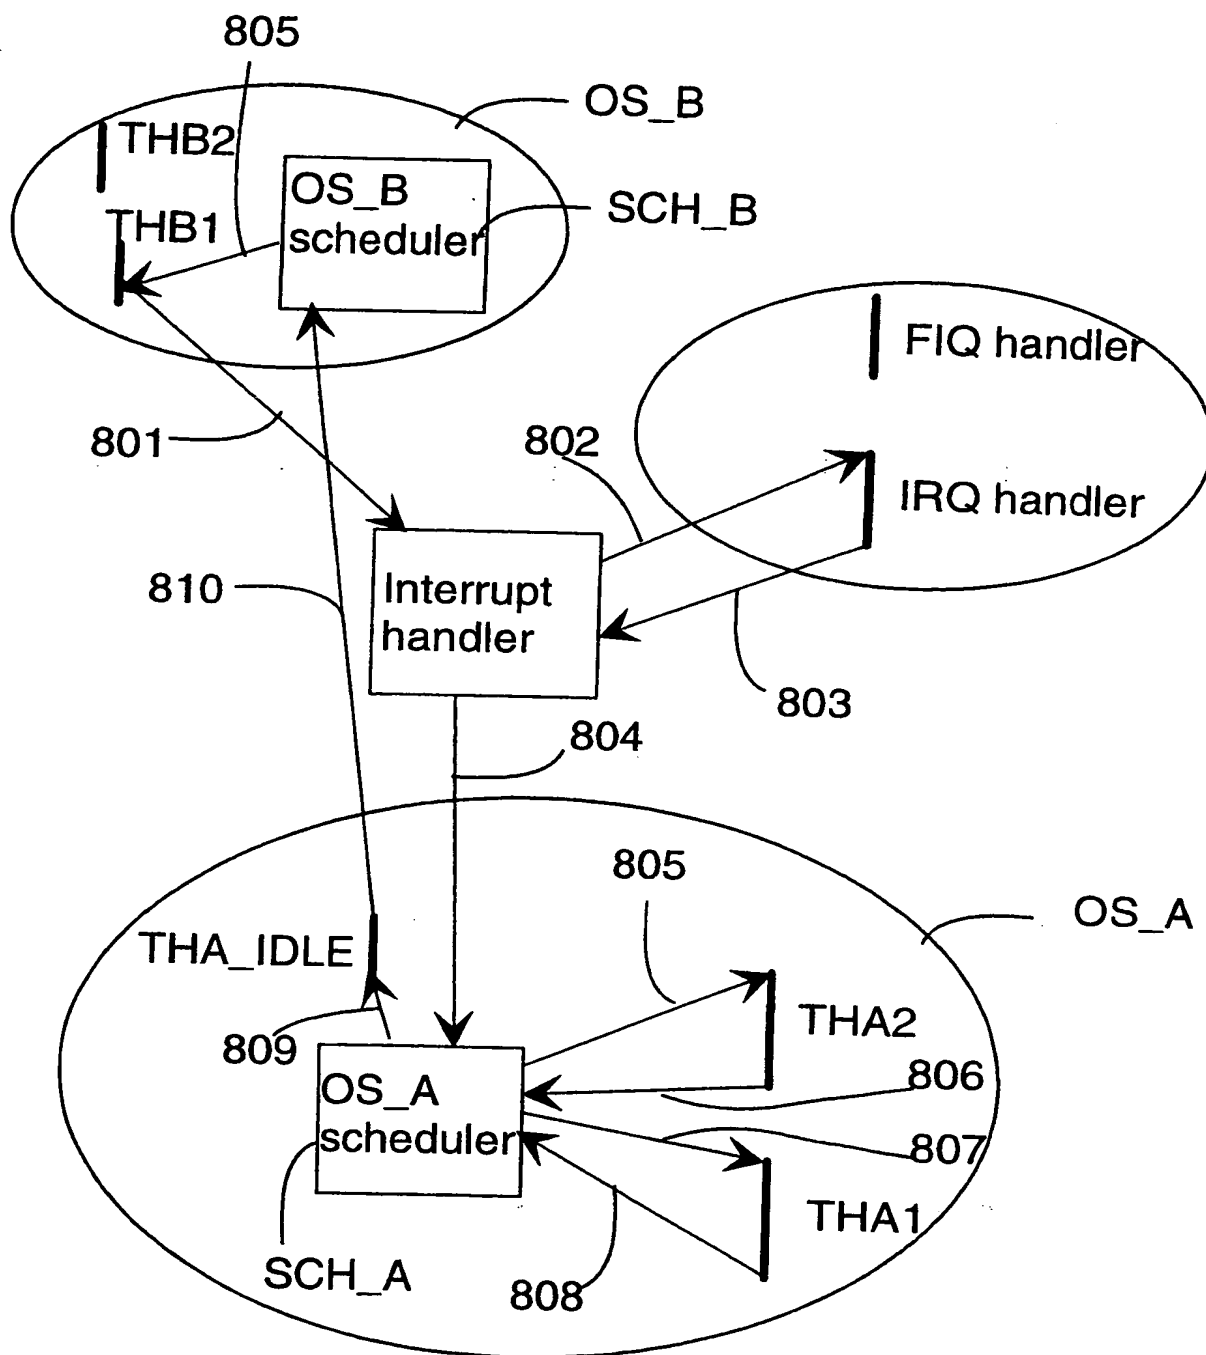 805
OS_B
THB2
OS_B
scheduler
SCH_B
THB1
FIQ handler
801
802
IRQ handler
810
Interrupt
handler
803
804
805
OS_A
THA_IDLE
THA2
809
806
OS_A
scheduler
807
THA1
SCH_A
808